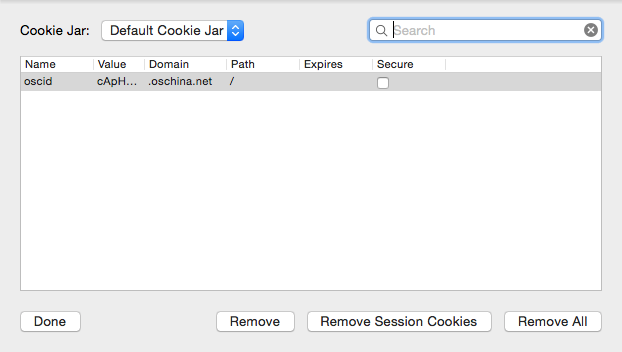 Cookie Jar: Default Cookie Jar Search
Name Value Domain Path Expires Secure
oscid cApH... .oschina.net /
Done Remove Remove Session Cookies Remove All